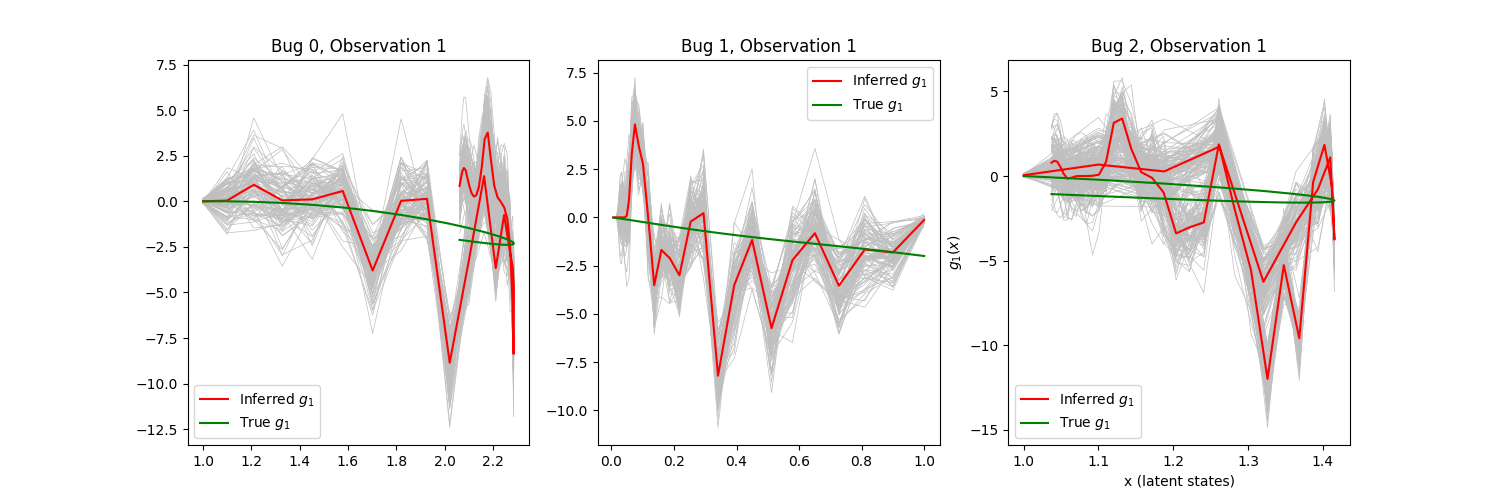 Bug 0, Observation 1
7.5
5.0
2.5
0.0
−2.5
−5.0
−7.5
−10.0
−12.5
Inferred g₁
True g₁
1.0 1.2 1.4 1.6 1.8 2.0 2.2
Bug 1, Observation 1
7.5
5.0
2.5
0.0
−2.5
−5.0
−7.5
−10.0
Inferred g₁
True g₁
0.0 0.2 0.4 0.6 0.8 1.0
Bug 2, Observation 1
g₁(x)
5
0
−5
−10
−15
Inferred g₁
True g₁
1.0 1.1 1.2 1.3 1.4
x (latent states)